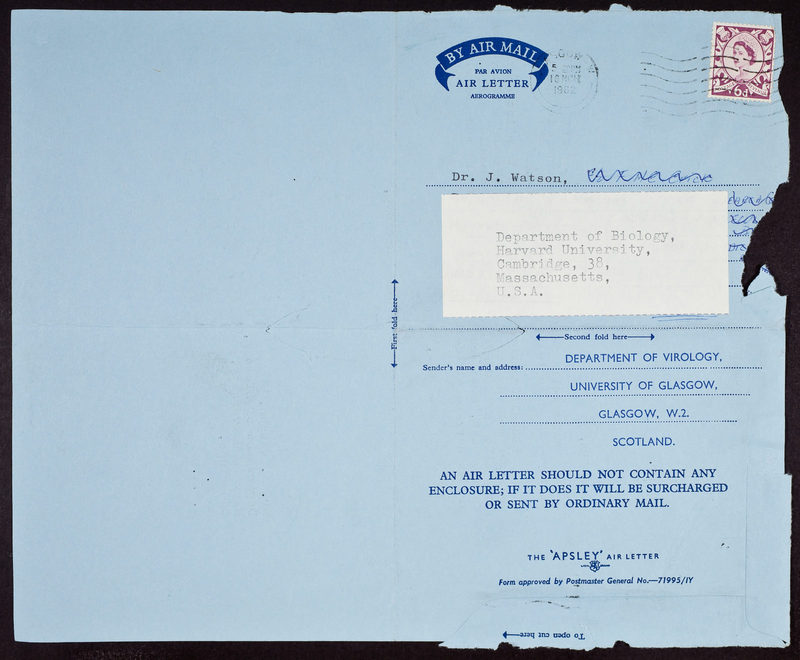 BY AIR MAIL
PAR AVION
AIR LETTER
AEROGRAMME
1962
6D
Dr. J. Watson,
Department of Biology,
Harvard University,
Cambridge, 38,
Massachusetts,
U.S.A.
First fold here
Second fold here
Sender's name and address:
DEPARTMENT OF VIROLOGY,
UNIVERSITY OF GLASGOW,
GLASGOW, W.2.
SCOTLAND.
AN AIR LETTER SHOULD NOT CONTAIN ANY
ENCLOSURE; IF IT DOES IT WILL BE SURCHARGED
OR SENT BY ORDINARY MAIL.
THE 'APSLEY' AIR LETTER
Form approved by Postmaster General No.—71995/1Y
To open cut here